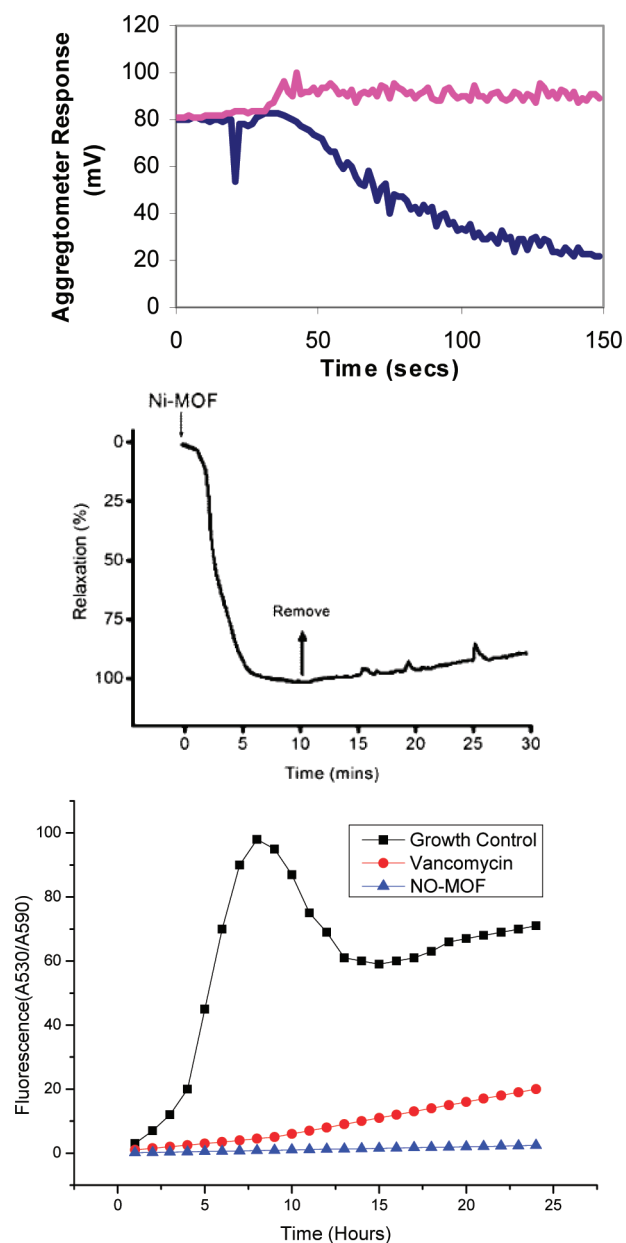 120
100
80
60
40
20
0
Aggregtometer Response
(mV)
0 50 100 150
Time (secs)
Ni-MOF
0
25
50
75
100
Relaxation (%)
Remove
0 5 10 15 20 25 30
Time (mins)
100
80
60
40
20
0
Fluorescence(A530/A590)
Growth Control
Vancomycin
NO-MOF
0 5 10 15 20 25
Time (Hours)